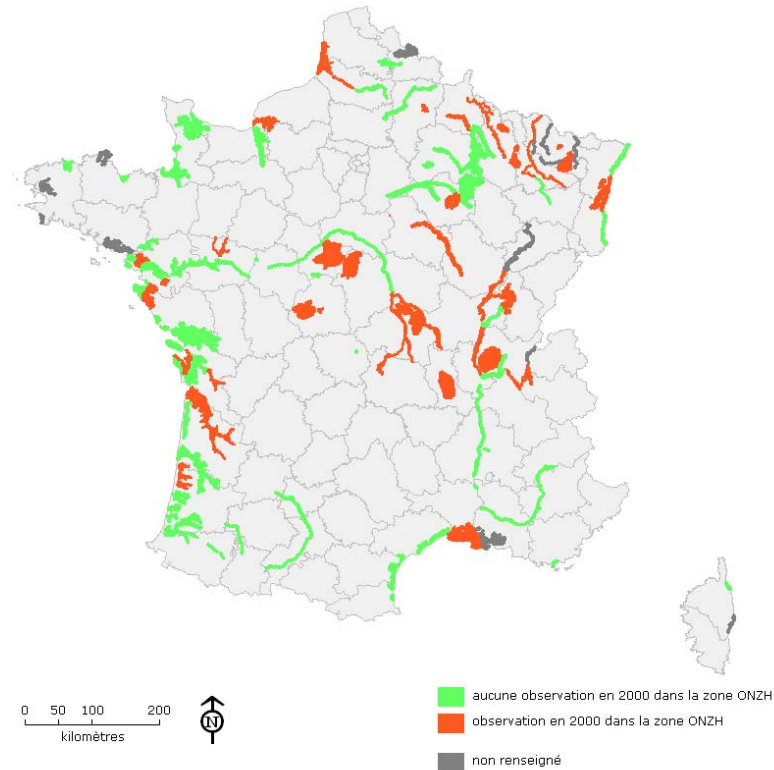 aucune observation en 2000 dans la zone ONZH
observation en 2000 dans la zone ONZH
non renseigné
0 50 100 200
kilomètres
N